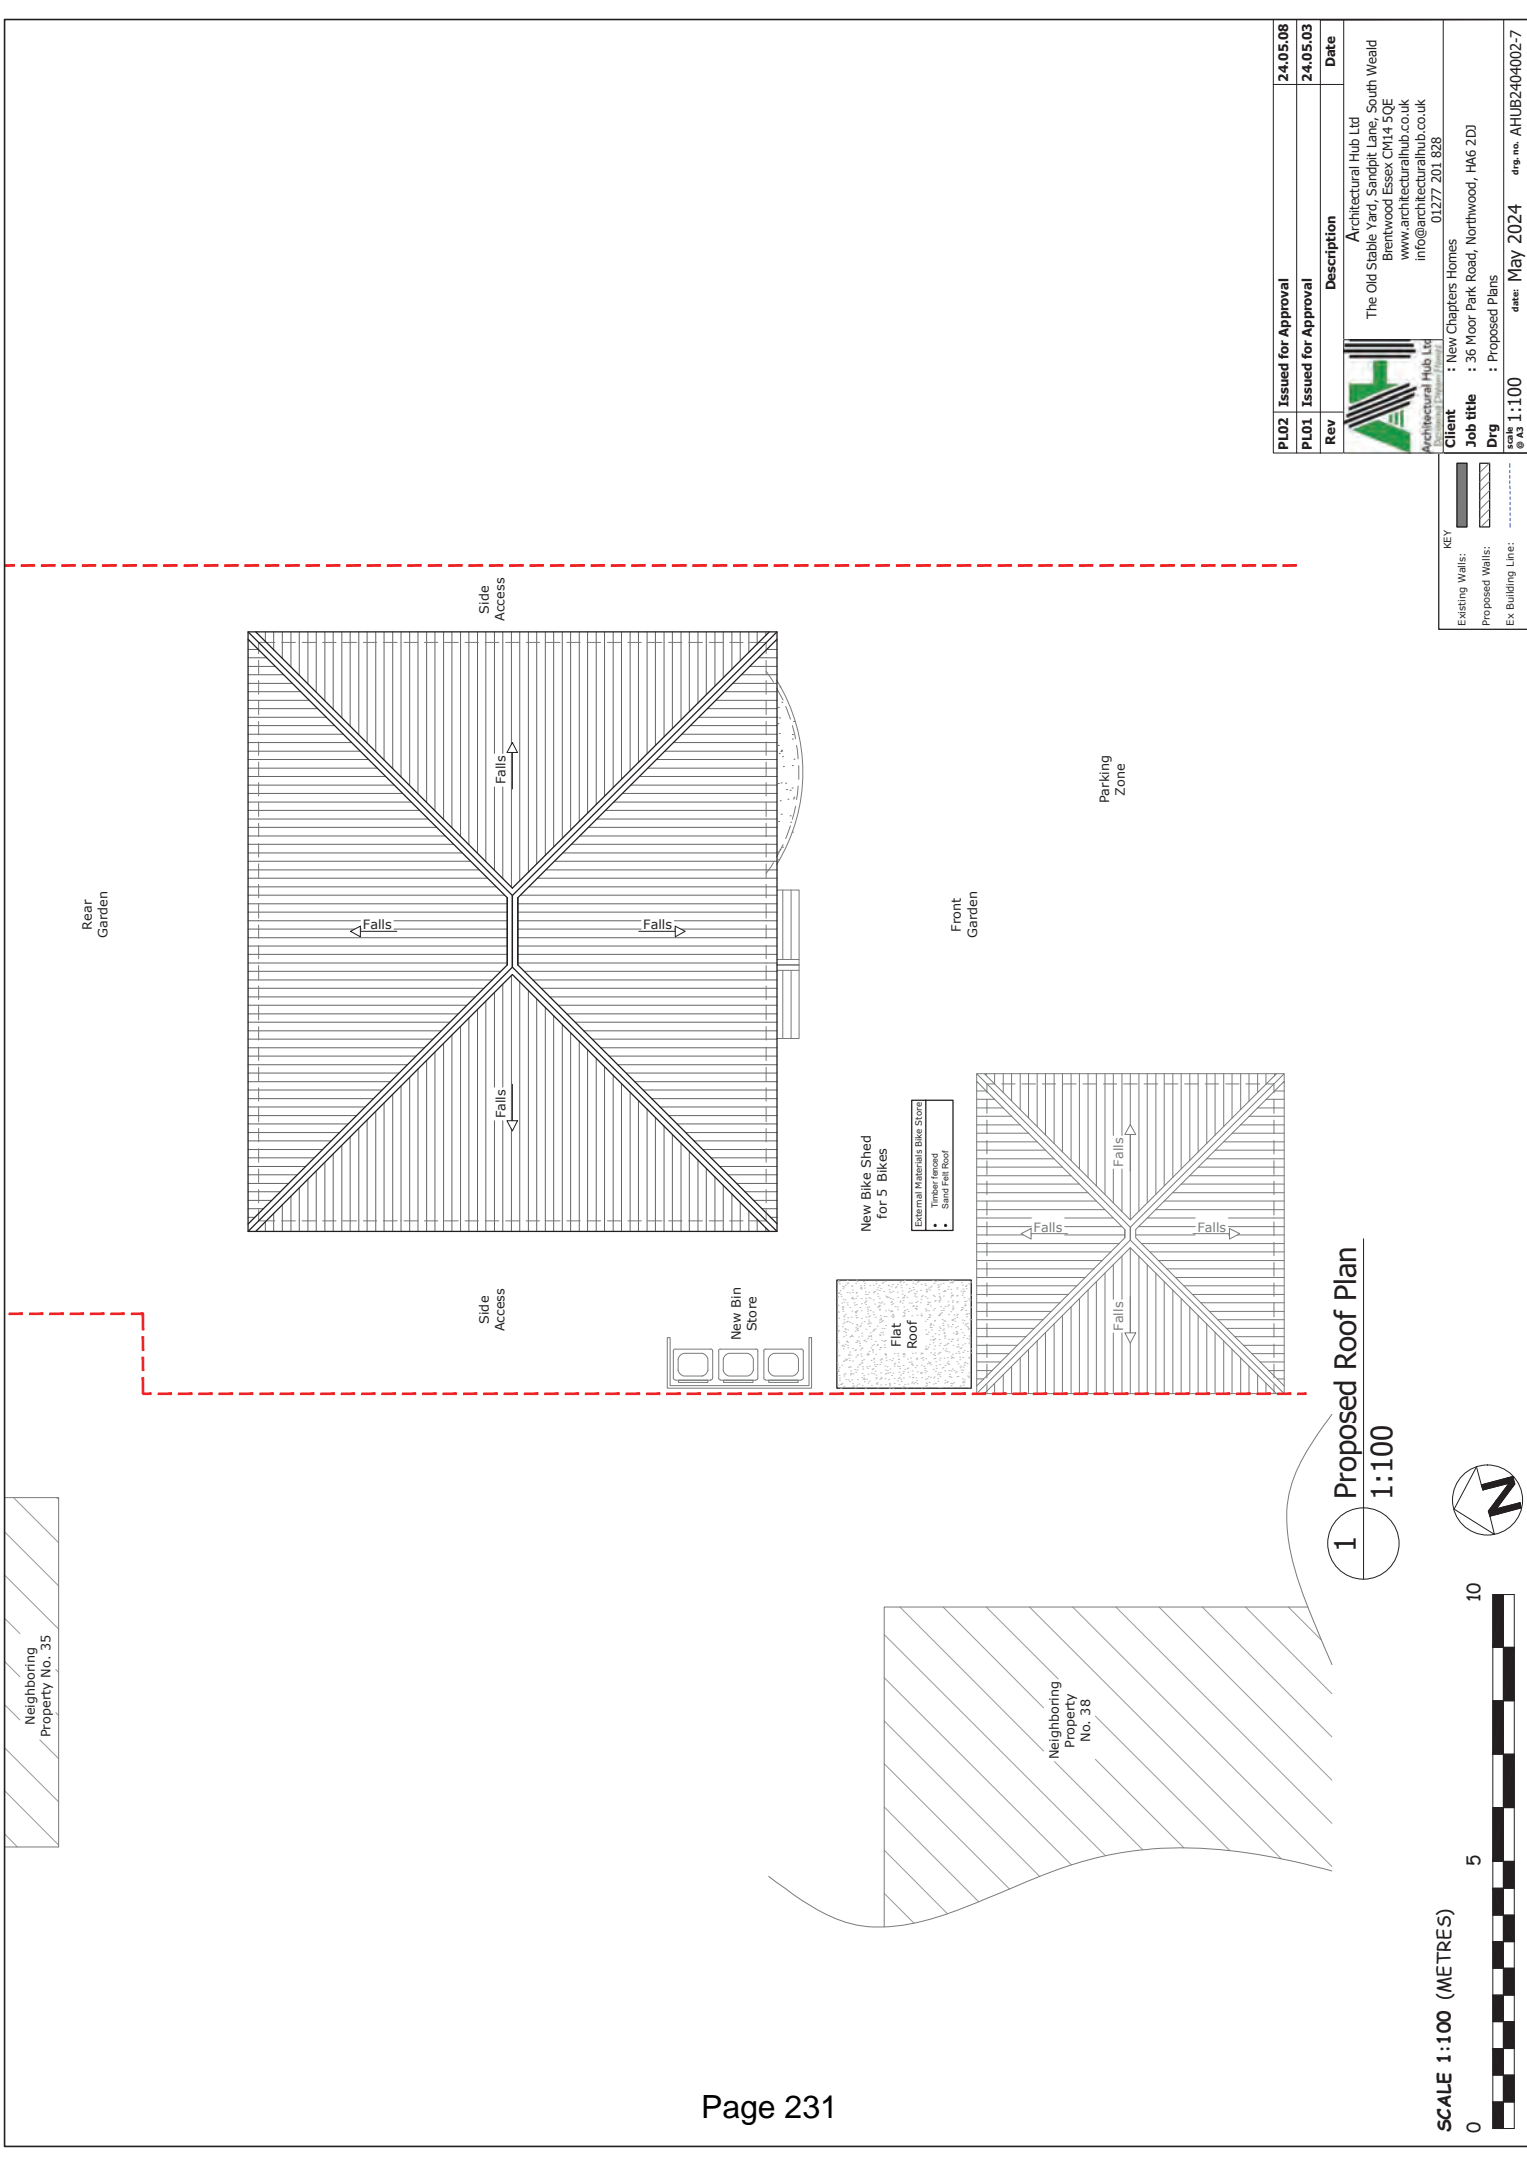 Rear
Garden
Neighboring
Property No. 35
Side
Access
Side
Access
Falls
Falls
Falls
Falls
New Bin
Store
New Bike Shed
for 5 Bikes
External Materials Bike Store
• Timber fenced
• Sand Felt Roof
Flat
Roof
Front
Garden
Parking
Zone
Falls
Falls
Falls
Falls
Neighboring
Property
No. 38
1 Proposed Roof Plan
1:100
SCALE 1:100 (METRES)
0 5 10
N
KEY
Existing Walls:
Proposed Walls:
Ex Building Line:
PL02 Issued for Approval 24.05.08
PL01 Issued for Approval 24.05.03
Rev Description Date
AHI
Architectural Hub Ltd
Architectural Hub Ltd
The Old Stable Yard, Sandpit Lane, South Weald
Brentwood Essex CM14 5QE
www.architecturalhub.co.uk
info@architecturalhub.co.uk
01277 201 828
Client : New Chapters Homes
Job title : 36 Moor Park Road, Northwood, HA6 2DJ
Drg : Proposed Plans
scale @ A3 1:100 date: May 2024 drg. no. AHUB2404002-7
Page 231